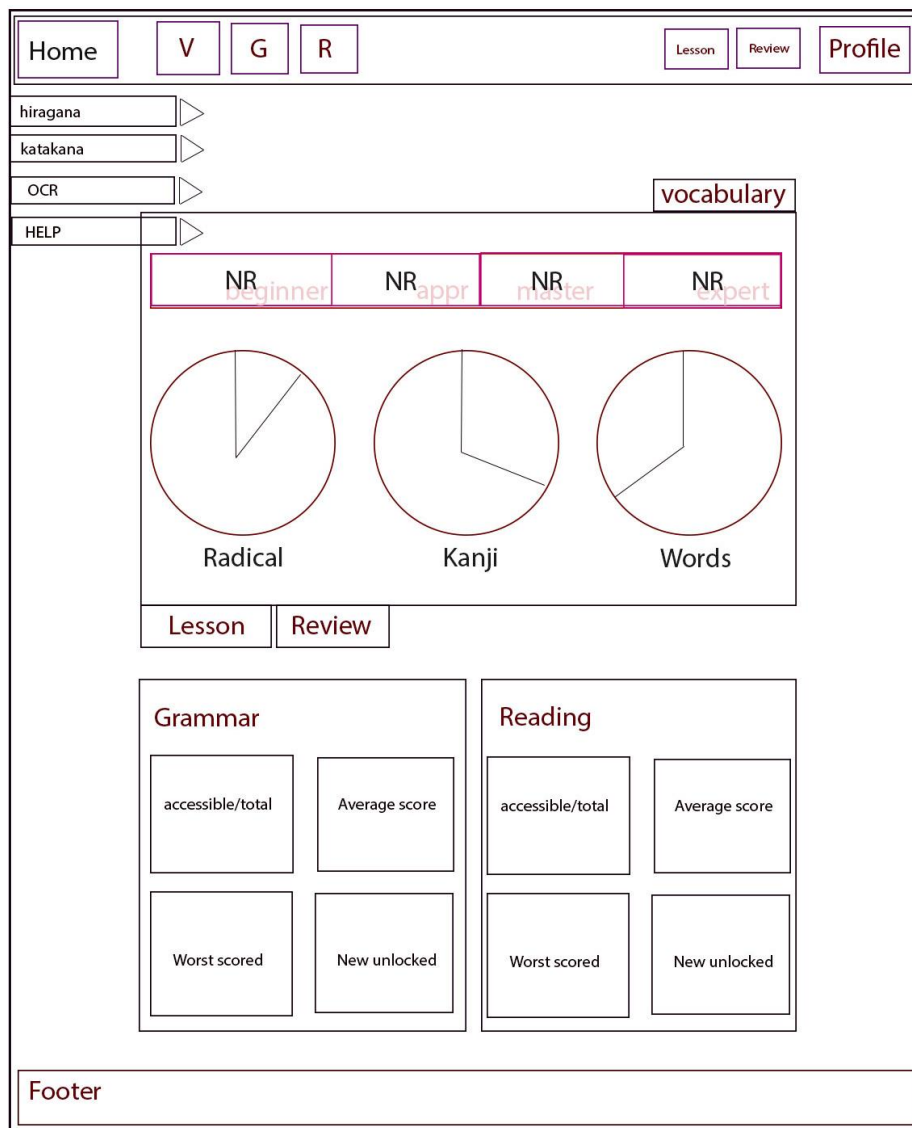 Home V G R Lesson Review Profile
hiragana
katakana
OCR
HELP
vocabulary
NR beginner NR appr NR master NR expert
Radical Kanji Words
Lesson Review
Grammar
accessible/total Average score
Worst scored New unlocked
Reading
accessible/total Average score
Worst scored New unlocked
Footer